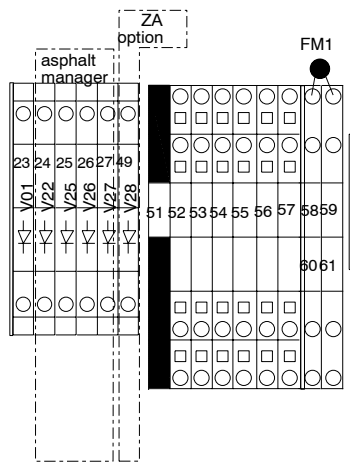 ZA
option
FM1
asphalt
manager
23 24 25 26 27 49
V01 V22 V25 V26 V27 V28
51 52 53 54 55 56 57 58 59
60 61